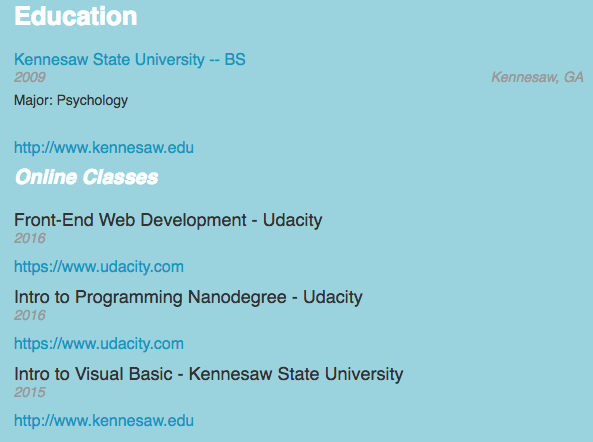 Education
Kennesaw State University -- BS
2009 Kennesaw, GA
Major: Psychology
http://www.kennesaw.edu
Online Classes
Front-End Web Development - Udacity
2016
https://www.udacity.com
Intro to Programming Nanodegree - Udacity
2016
https://www.udacity.com
Intro to Visual Basic - Kennesaw State University
2015
http://www.kennesaw.edu